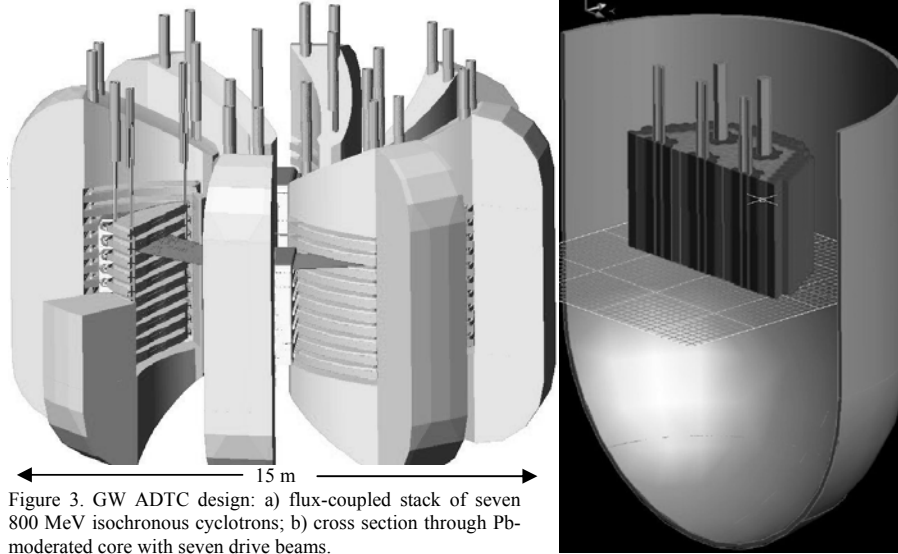 15 m
Figure 3. GW ADTC design: a) flux-coupled stack of seven
800 MeV isochronous cyclotrons; b) cross section through Pb-
moderated core with seven drive beams.